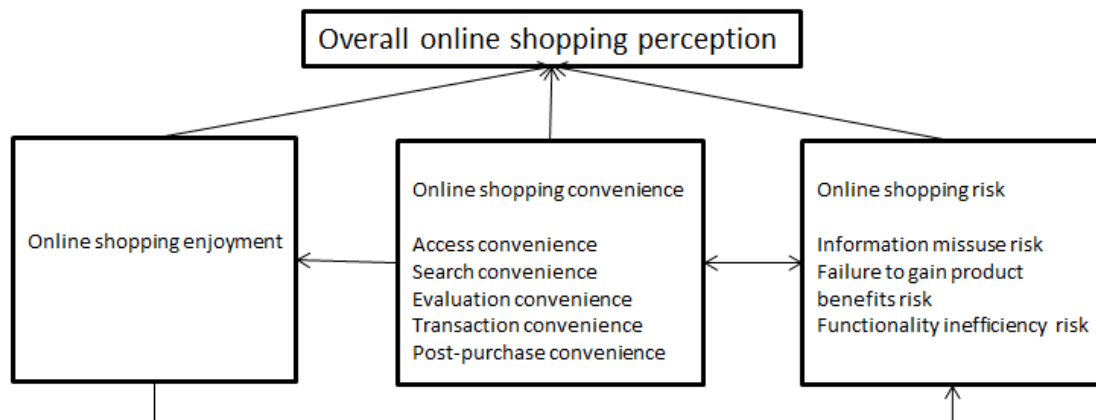 Overall online shopping perception
Online shopping enjoyment
Online shopping convenience
Access convenience
Search convenience
Evaluation convenience
Transaction convenience
Post-purchase convenience
Online shopping risk
Information missuse risk
Failure to gain product
benefits risk
Functionality inefficiency risk